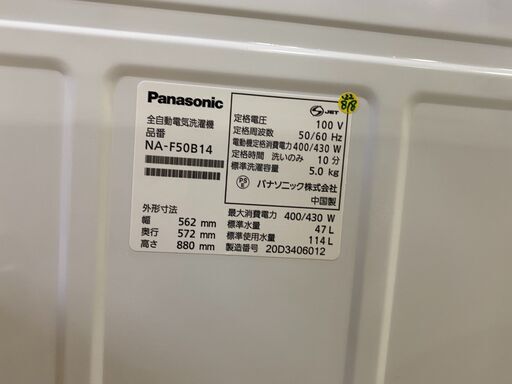 Panasonic
全自動電気洗濯機
品番
NA-F50B14
外形寸法
幅 562 mm
奥行 572 mm
高さ 880 mm
S JET
定格電圧 100 V
定格周波数 50/60 Hz
電動機定格消費電力 400/430 W
定格時間 洗いのみ 10 分
標準洗濯容量 5.0 kg
PS E
パナソニック株式会社
中国製
最大消費電力 400/430 W
標準水量 47 L
標準使用水量 114 L
製造番号 20D3406012